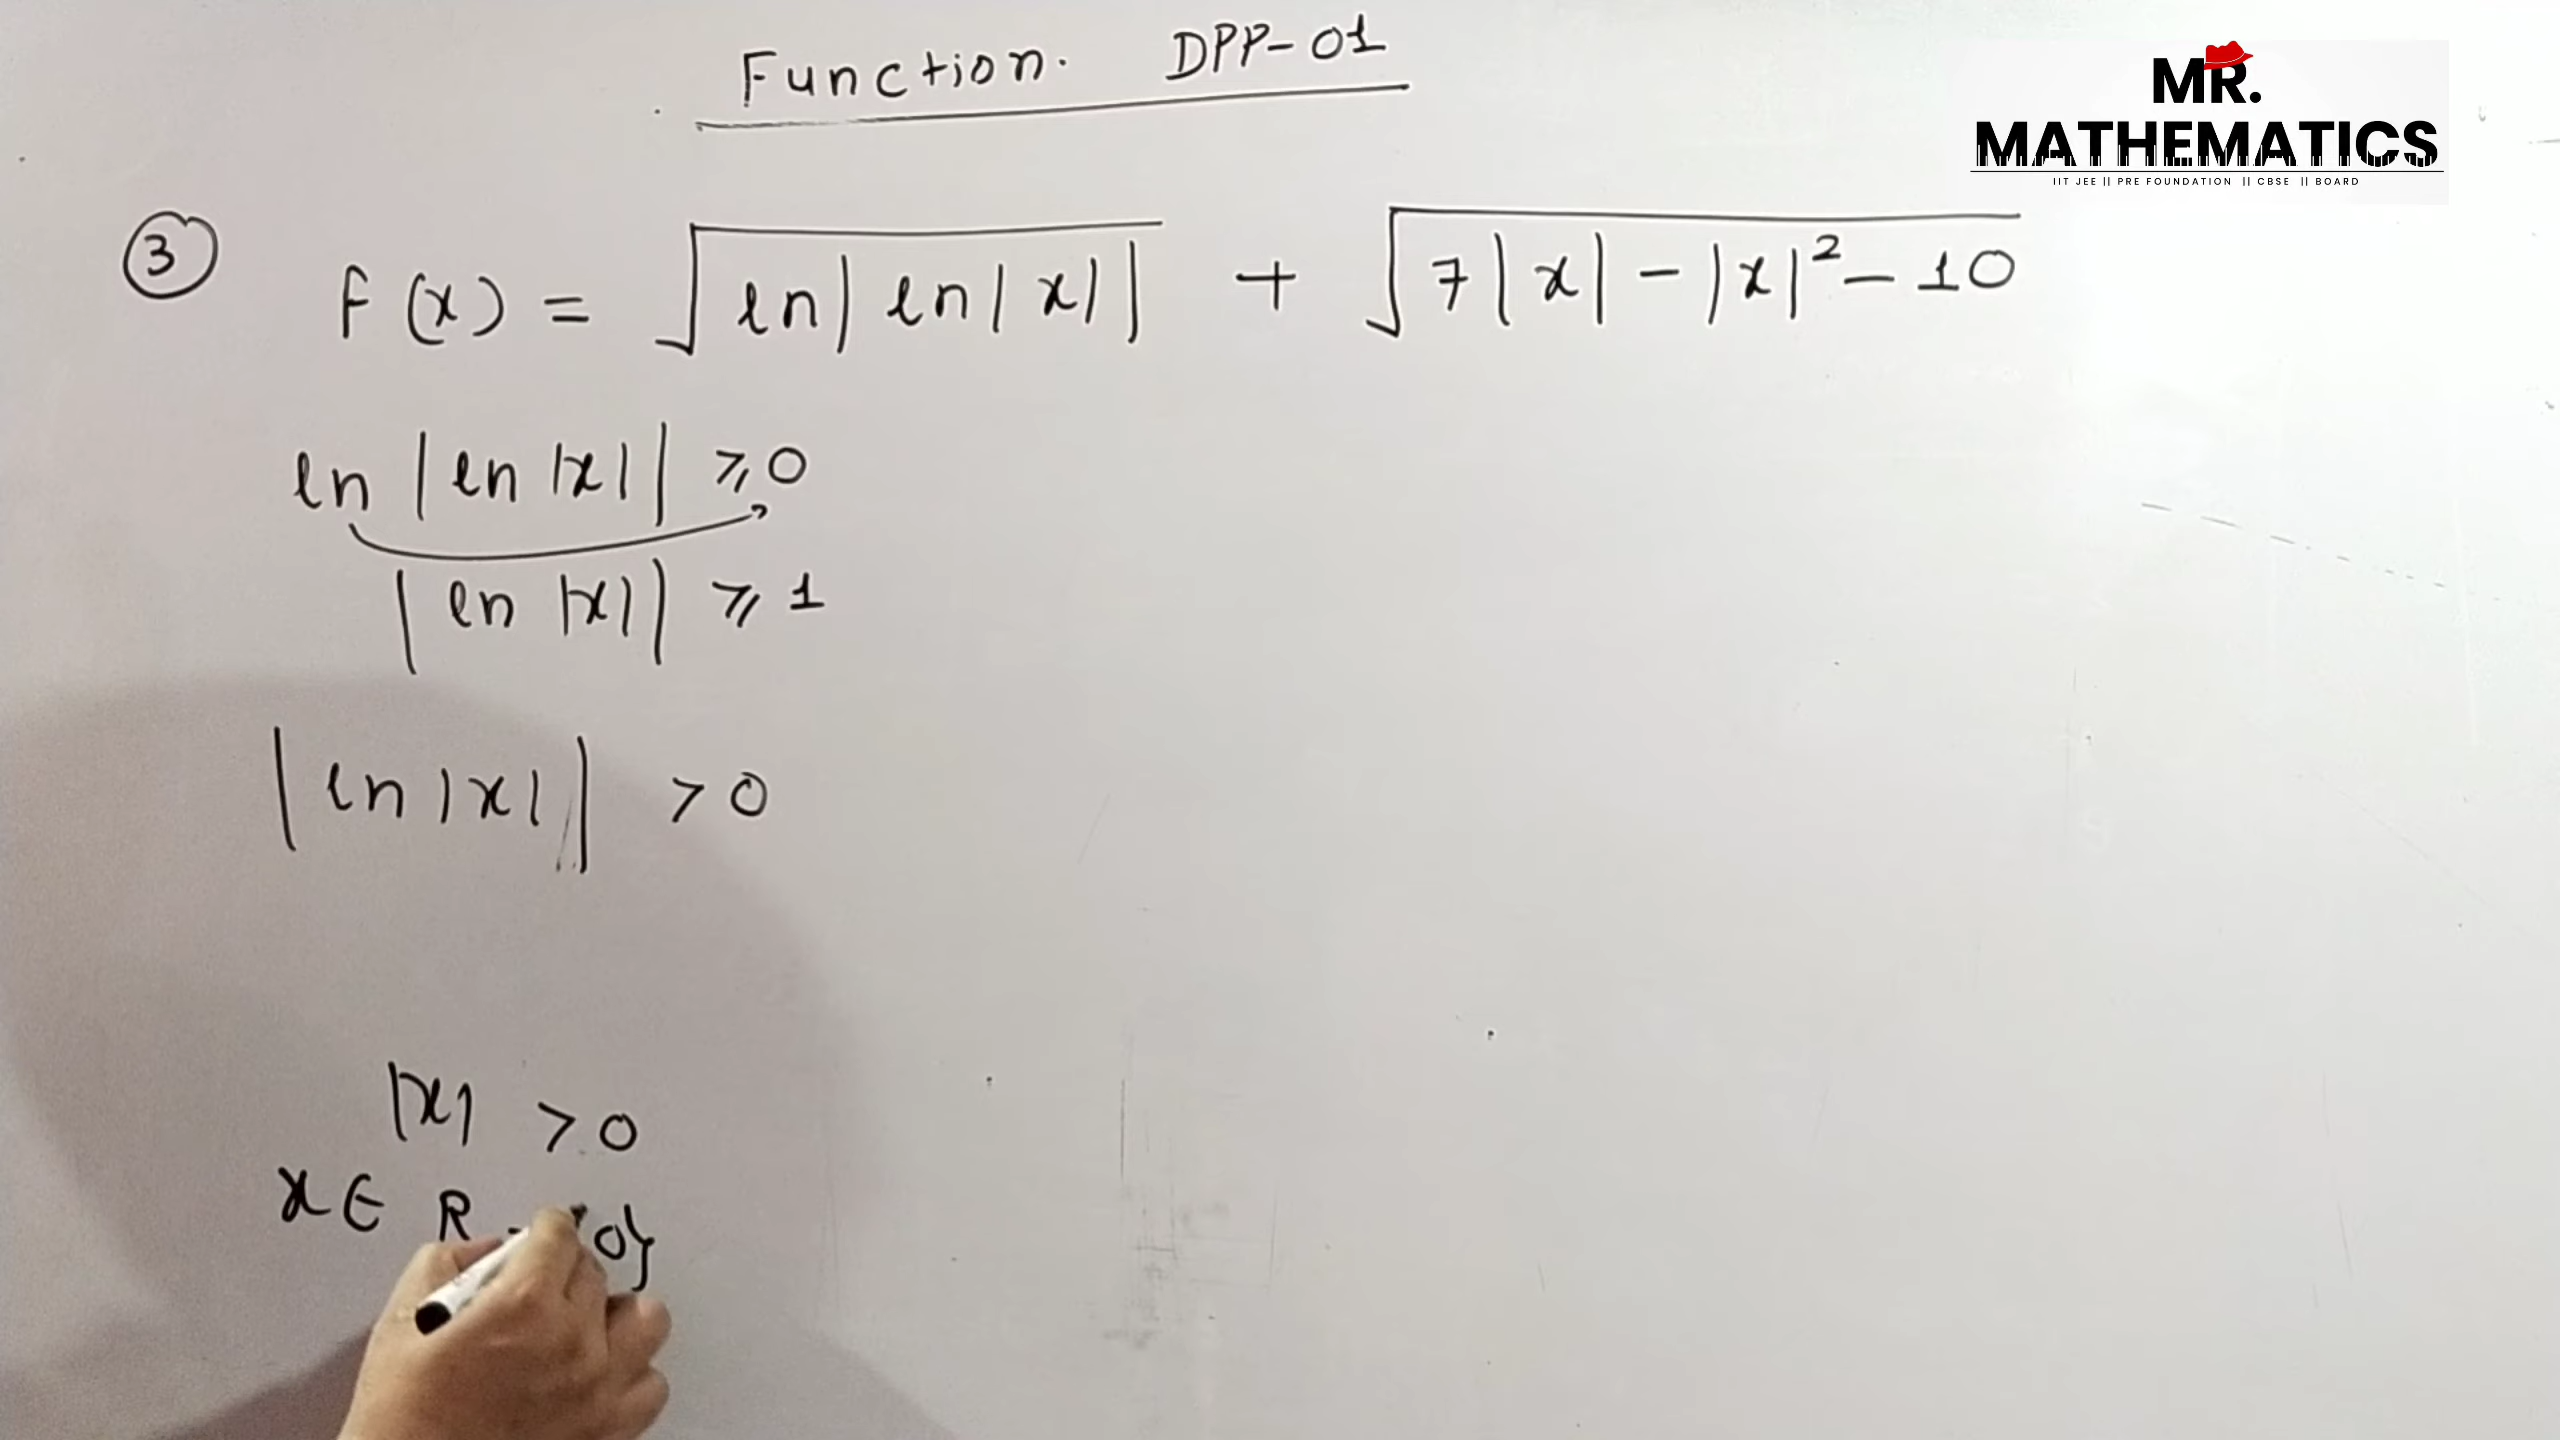 Function. DPP-01
MR.
MATHEMATICS
IIT JEE || PRE FOUNDATION || CBSE || BOARD
③ F(x) = √(ln|ln|x||) + √(7|x| - |x|² - 10)
ln |ln |x|| ⩾ 0
|ln |x|| ⩾ 1
|ln |x|| > 0
|x| > 0
x ∈ R - 0}